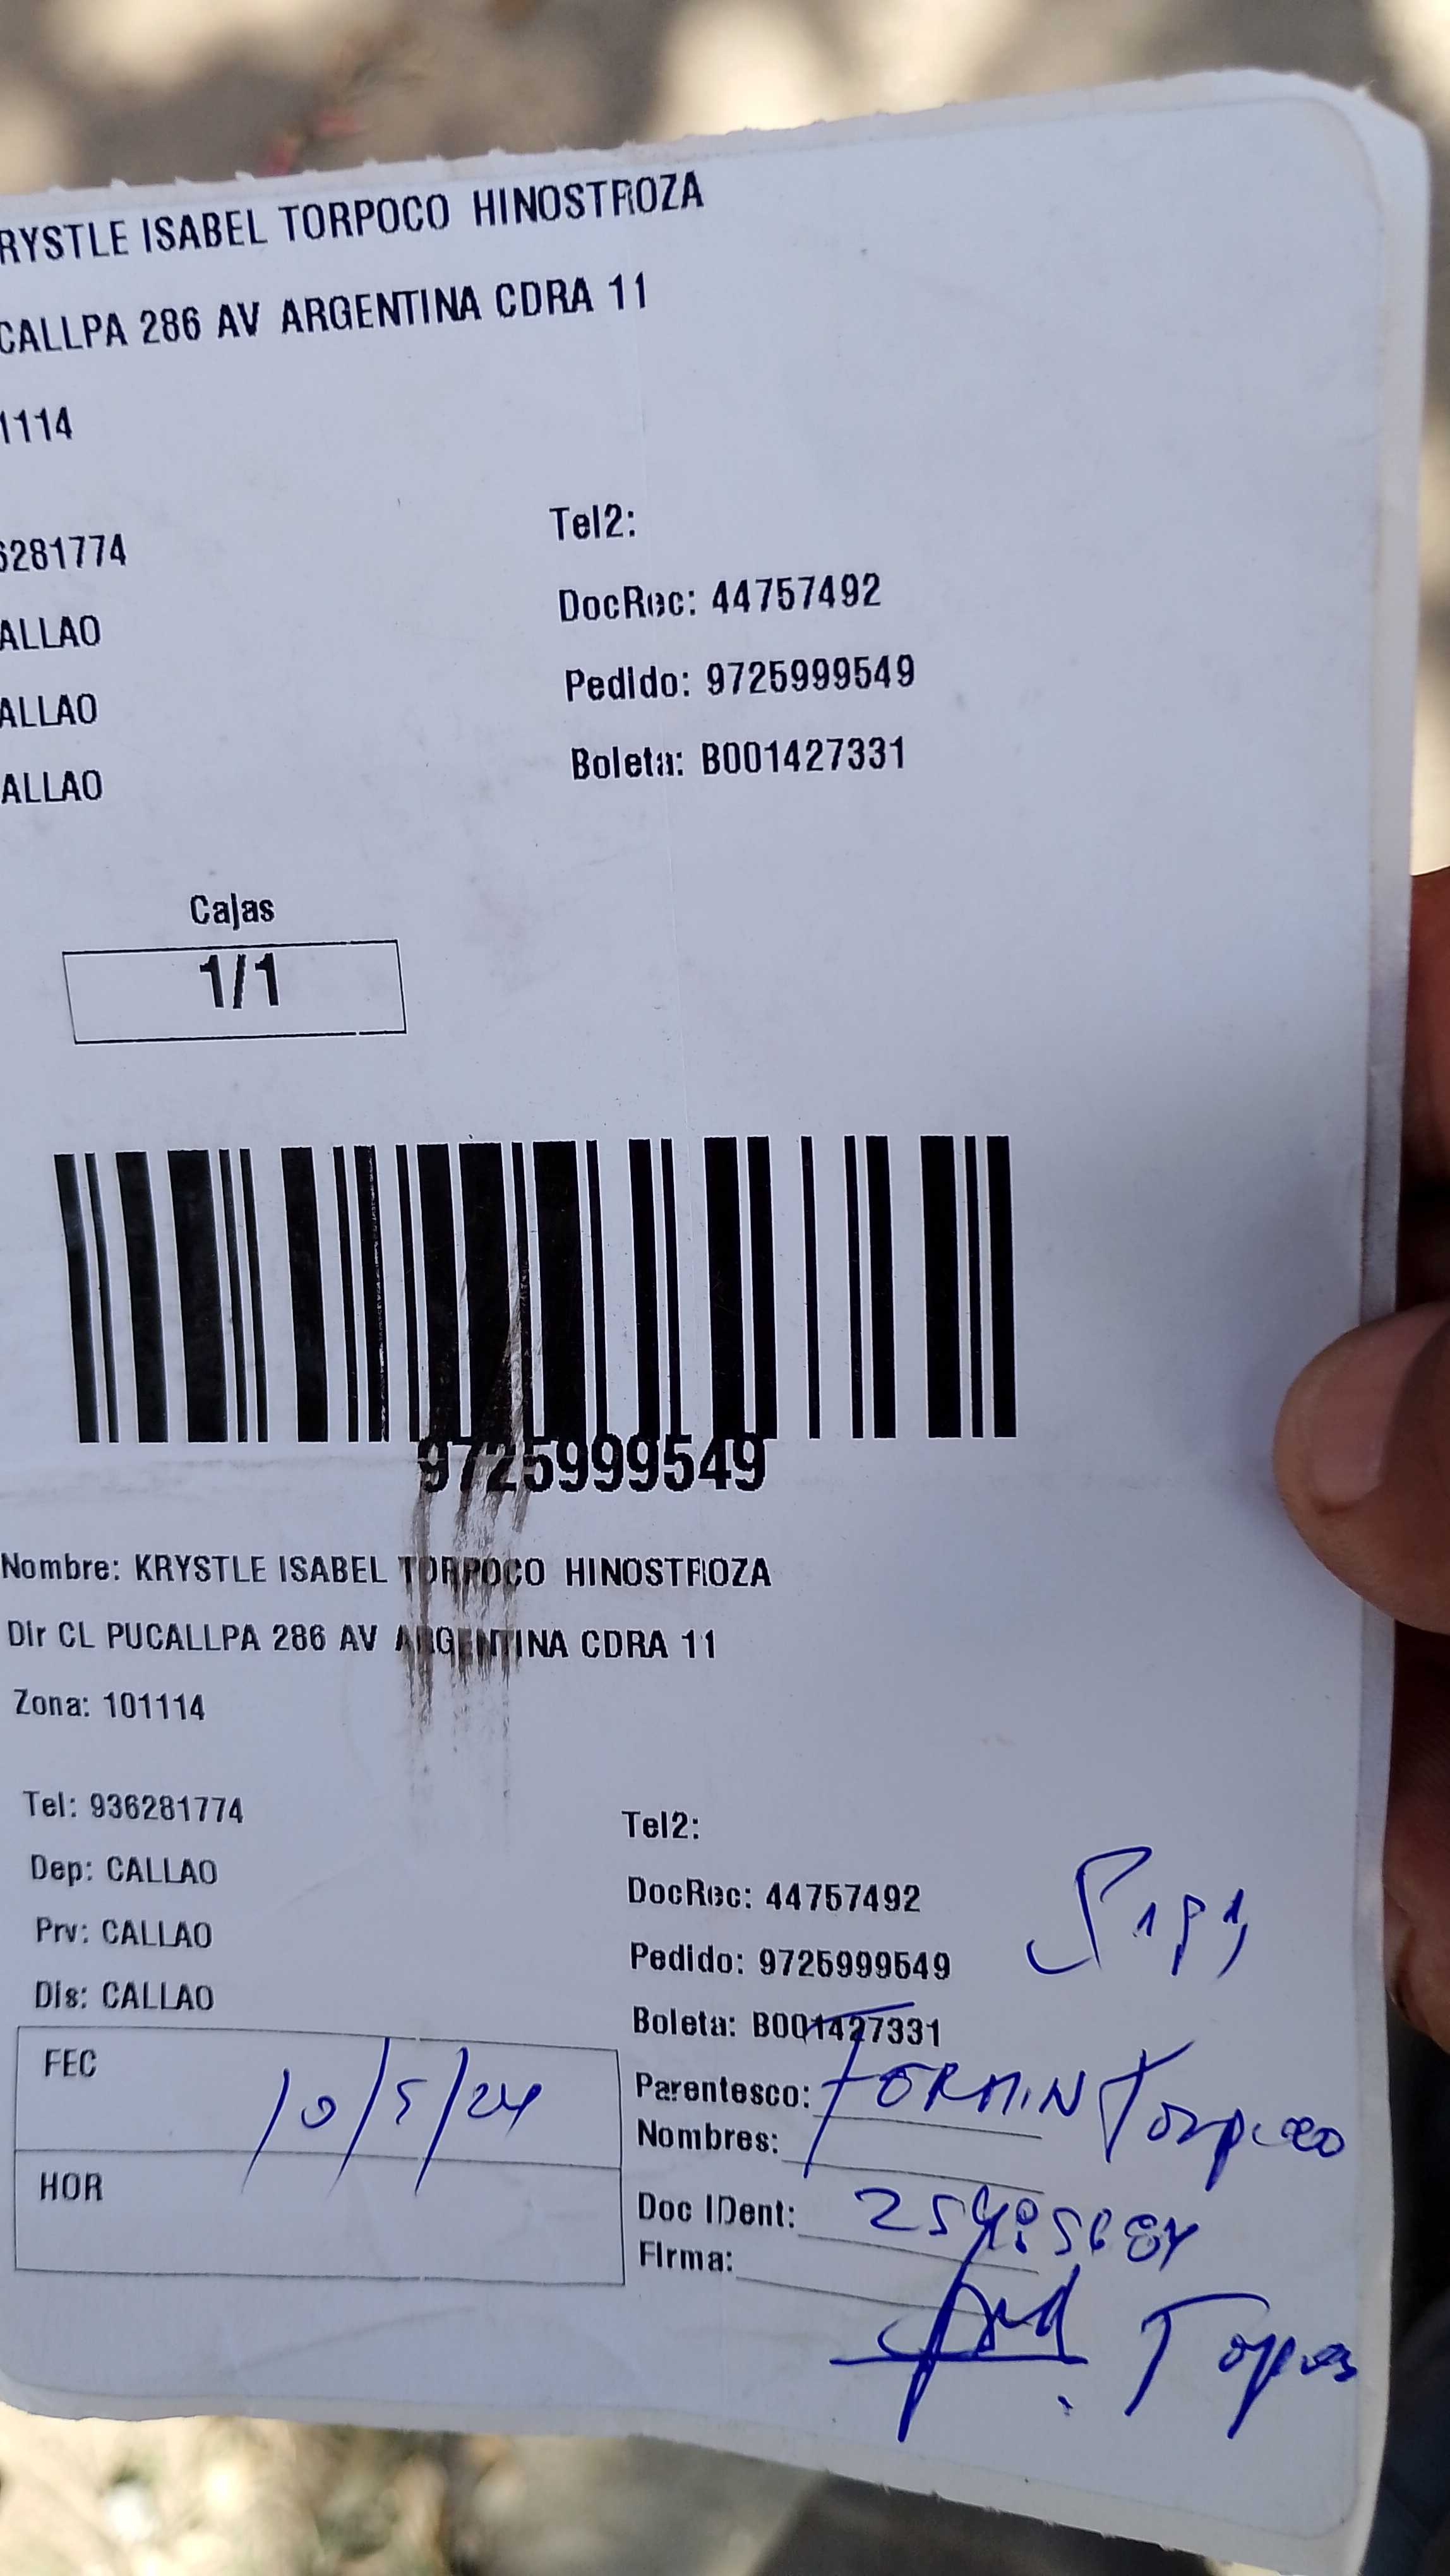 RYSTLE ISABEL TORPOCO HINOSTROZA
CALLPA 286 AV ARGENTINA CDRA 11
1114
Tel2:
6281774
DocRec: 44757492
ALLAO
Pedido: 9725999549
ALLAO
Boleta: B001427331
ALLAO
Cajas
1/1
9725999549
Nombre: KRYSTLE ISABEL TORPOCO HINOSTROZA
Dir CL PUCALLPA 286 AV ARGENTINA CDRA 11
Zona: 101114
Tel: 936281774
Tel2:
Dep: CALLAO
DocRec: 44757492
Prv: CALLAO
Pedido: 9725999549
Dis: CALLAO
Boleta: B001427331
FEC 10/5/24
Parentesco: FERMIN Torpoco
Nombres:
HOR
Doc IDent:
Firma: